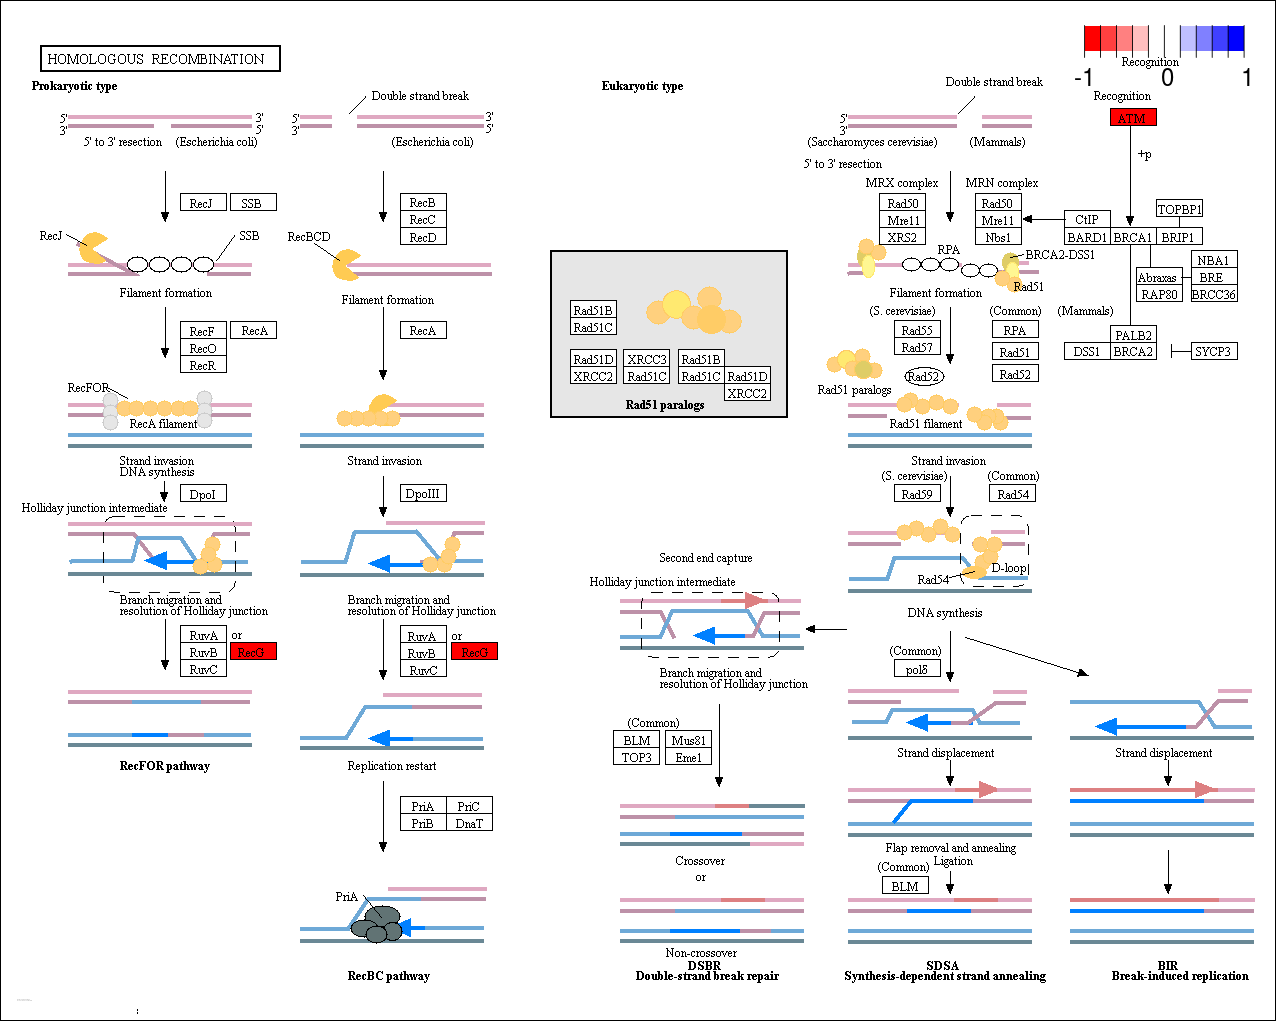 HOMOLOGOUS RECOMBINATION
-1 0 1
Recognition
Prokaryotic type
Eukaryotic type
Double strand break
Double strand break
Recognition
ATM
+p
5' 3'
3' 5'
5' to 3' resection (Escherichia coli)
5' 3'
3' 5'
(Escherichia coli)
5'
3'
(Saccharomyces cerevisiae) (Mammals)
5' to 3' resection
RecJ SSB
RecJ
SSB
Filament formation
RecF RecA
RecO
RecR
RecFOR
RecA filament
Strand invasion
DNA synthesis
DpoI
Holliday junction intermediate
Branch migration and
resolution of Holliday junction
RuvA or
RuvB RecG
RuvC
RecFOR pathway
RecB
RecC
RecD
RecBCD
Filament formation
RecA
Strand invasion
DpoIII
Branch migration and
resolution of Holliday junction
RuvA or
RuvB RecG
RuvC
Replication restart
PriA PriC
PriB DnaT
PriA
RecBC pathway
Rad51B
Rad51C
Rad51D XRCC3 Rad51B
XRCC2 Rad51C Rad51C Rad51D
XRCC2
Rad51 paralogs
MRX complex MRN complex
Rad50 Rad50
Mre11 Mre11
XRS2 Nbs1
CtIP
TOPBP1
BARD1 BRCA1 BRIP1
RPA
BRCA2-DSS1
Rad51
NBA1
Abraxas BRE
RAP80 BRCC36
Filament formation
(S. cerevisiae) (Common) (Mammals)
Rad55 RPA
Rad57 Rad51
Rad52 Rad52
PALB2
DSS1 BRCA2 SYCP3
Rad51 paralogs
Rad51 filament
Strand invasion
(S. cerevisiae) (Common)
Rad59 Rad54
D-loop
Rad54
DNA synthesis
Second end capture
Holliday junction intermediate
Branch migration and
resolution of Holliday junction
(Common)
BLM Mus81
TOP3 Eme1
Crossover
or
Non-crossover
DSBR
Double-strand break repair
(Common)
polδ
Strand displacement
Flap removal and annealing
Ligation
(Common)
BLM
SDSA
Synthesis-dependent strand annealing
Strand displacement
BIR
Break-induced replication